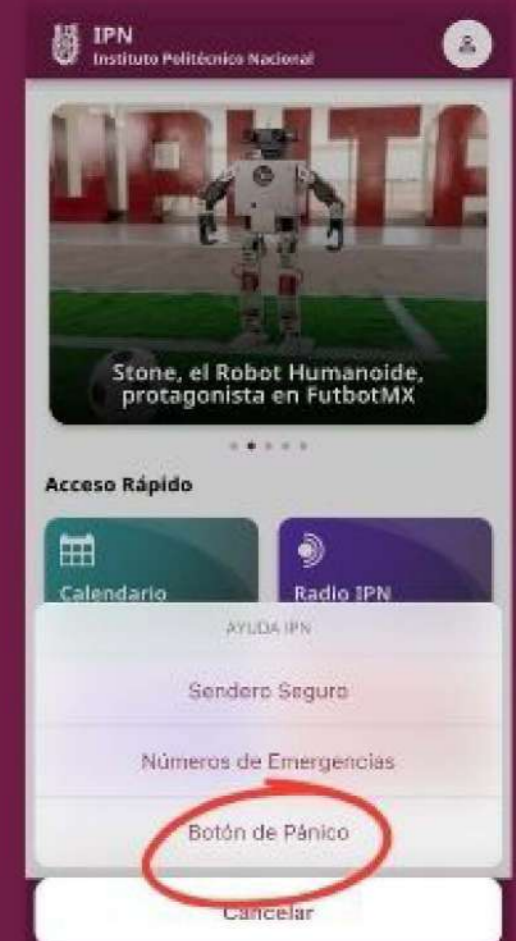 IPN
Instituto Politécnico Nacional
Stone, el Robot Humanoide,
protagonista en FutbotMX
Acceso Rápido
Calendario
Radio IPN
AYUDA IPN
Sendero Seguro
Números de Emergencias
Botón de Pánico
Cancelar